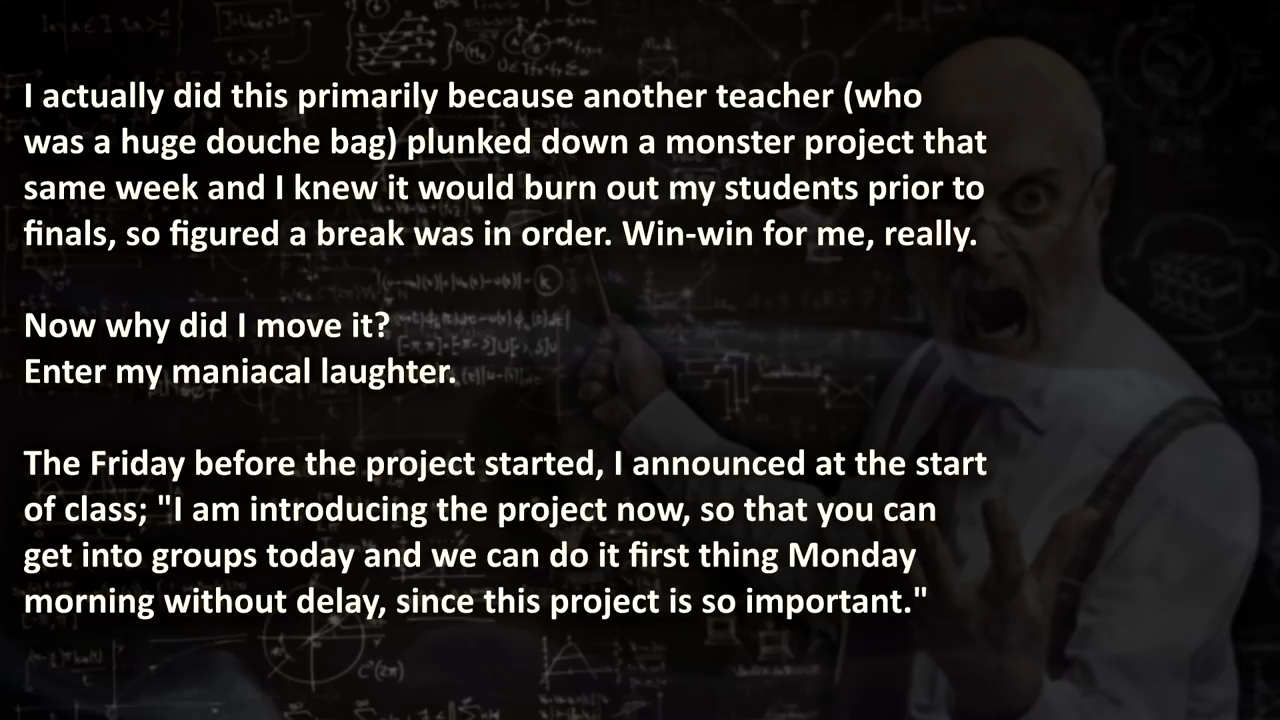 I actually did this primarily because another teacher (who
was a huge douche bag) plunked down a monster project that
same week and I knew it would burn out my students prior to
finals, so figured a break was in order. Win-win for me, really.
Now why did I move it?
Enter my maniacal laughter.
The Friday before the project started, I announced at the start
of class; "I am introducing the project now, so that you can
get into groups today and we can do it first thing Monday
morning without delay, since this project is so important."